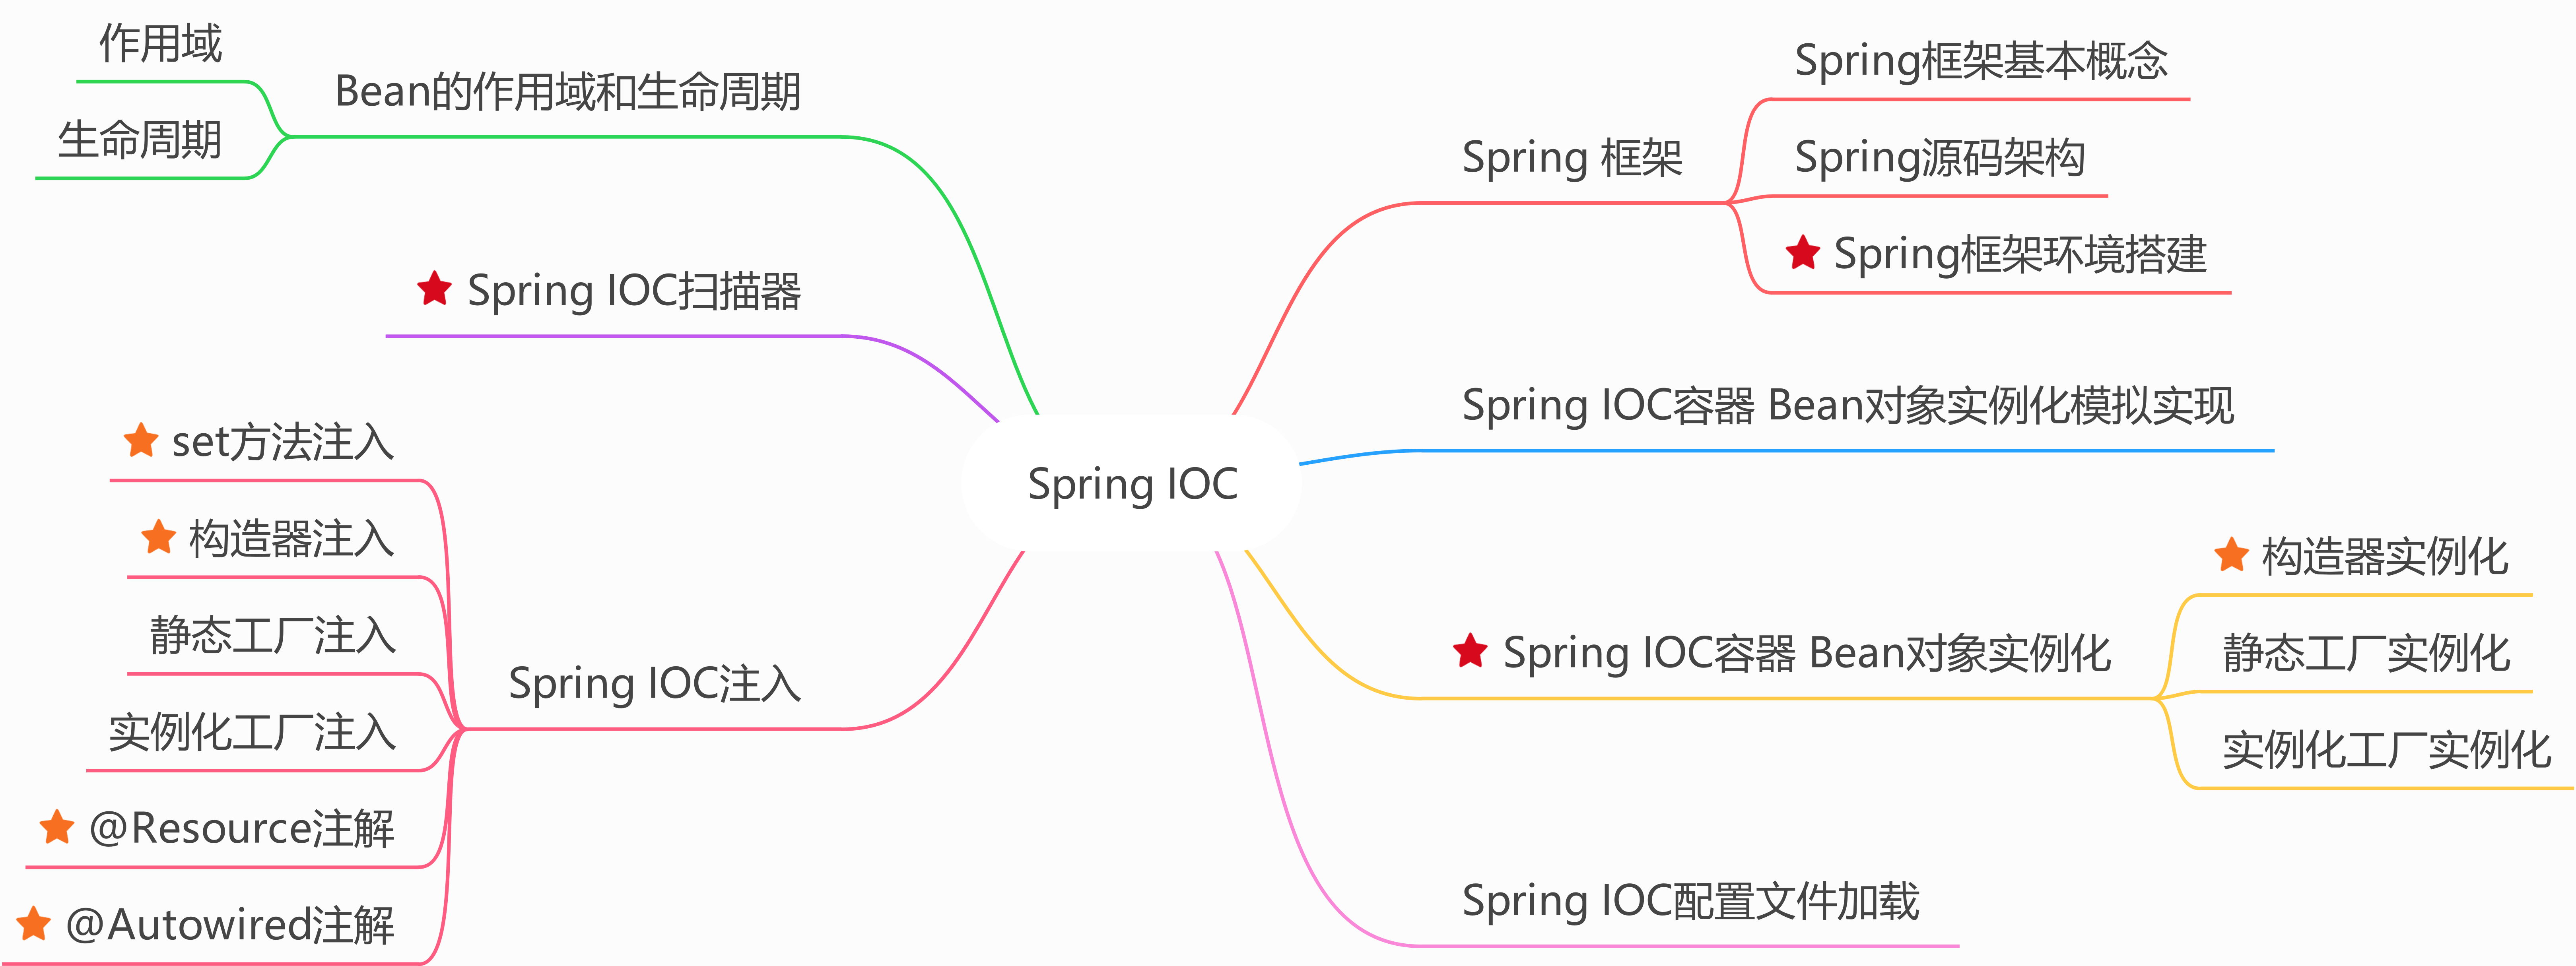 Spring IOC
Spring 框架
Spring框架基本概念
Spring源码架构
Spring框架环境搭建
Spring IOC容器 Bean对象实例化模拟实现
Spring IOC容器 Bean对象实例化
构造器实例化
静态工厂实例化
实例化工厂实例化
Spring IOC配置文件加载
Bean的作用域和生命周期
作用域
生命周期
Spring IOC扫描器
Spring IOC注入
set方法注入
构造器注入
静态工厂注入
实例化工厂注入
@Resource注解
@Autowired注解